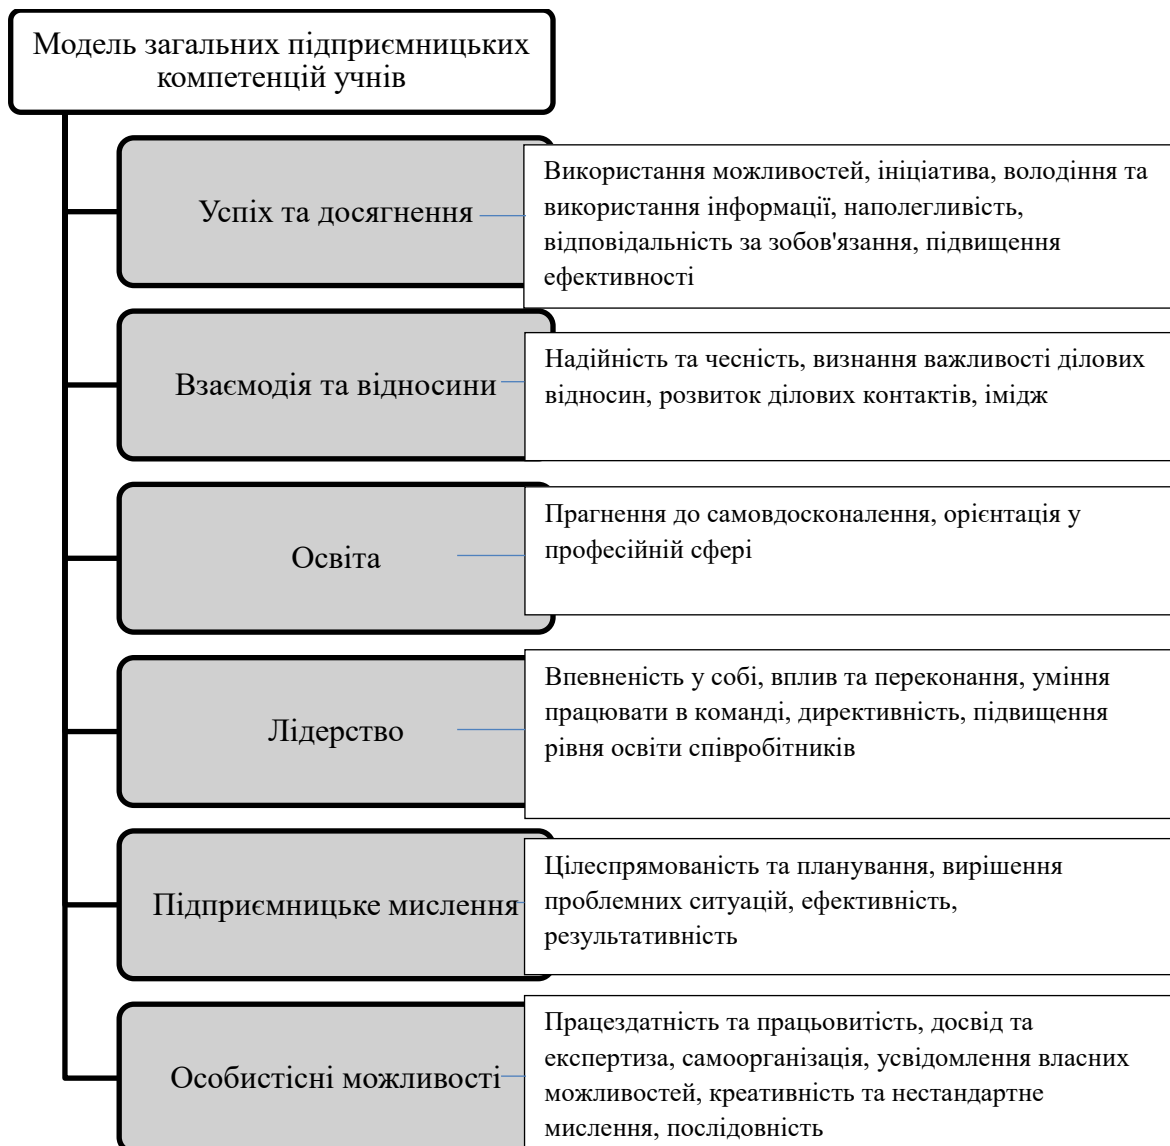 Модель загальних підприємницьких
компетенцій учнів
Успіх та досягнення
Використання можливостей, ініціатива, володіння та
використання інформації, наполегливість,
відповідальність за зобов'язання, підвищення
ефективності
Взаємодія та відносини
Надійність та чесність, визнання важливості ділових
відносин, розвиток ділових контактів, імідж
Освіта
Прагнення до самовдосконалення, орієнтація у
професійній сфері
Лідерство
Впевненість у собі, вплив та переконання, уміння
працювати в команді, директивність, підвищення
рівня освіти співробітників
Підприємницьке мислення
Цілеспрямованість та планування, вирішення
проблемних ситуацій, ефективність,
результативність
Особистісні можливості
Працездатність та працьовитість, досвід та
експертиза, самоорганізація, усвідомлення власних
можливостей, креативність та нестандартне
мислення, послідовність